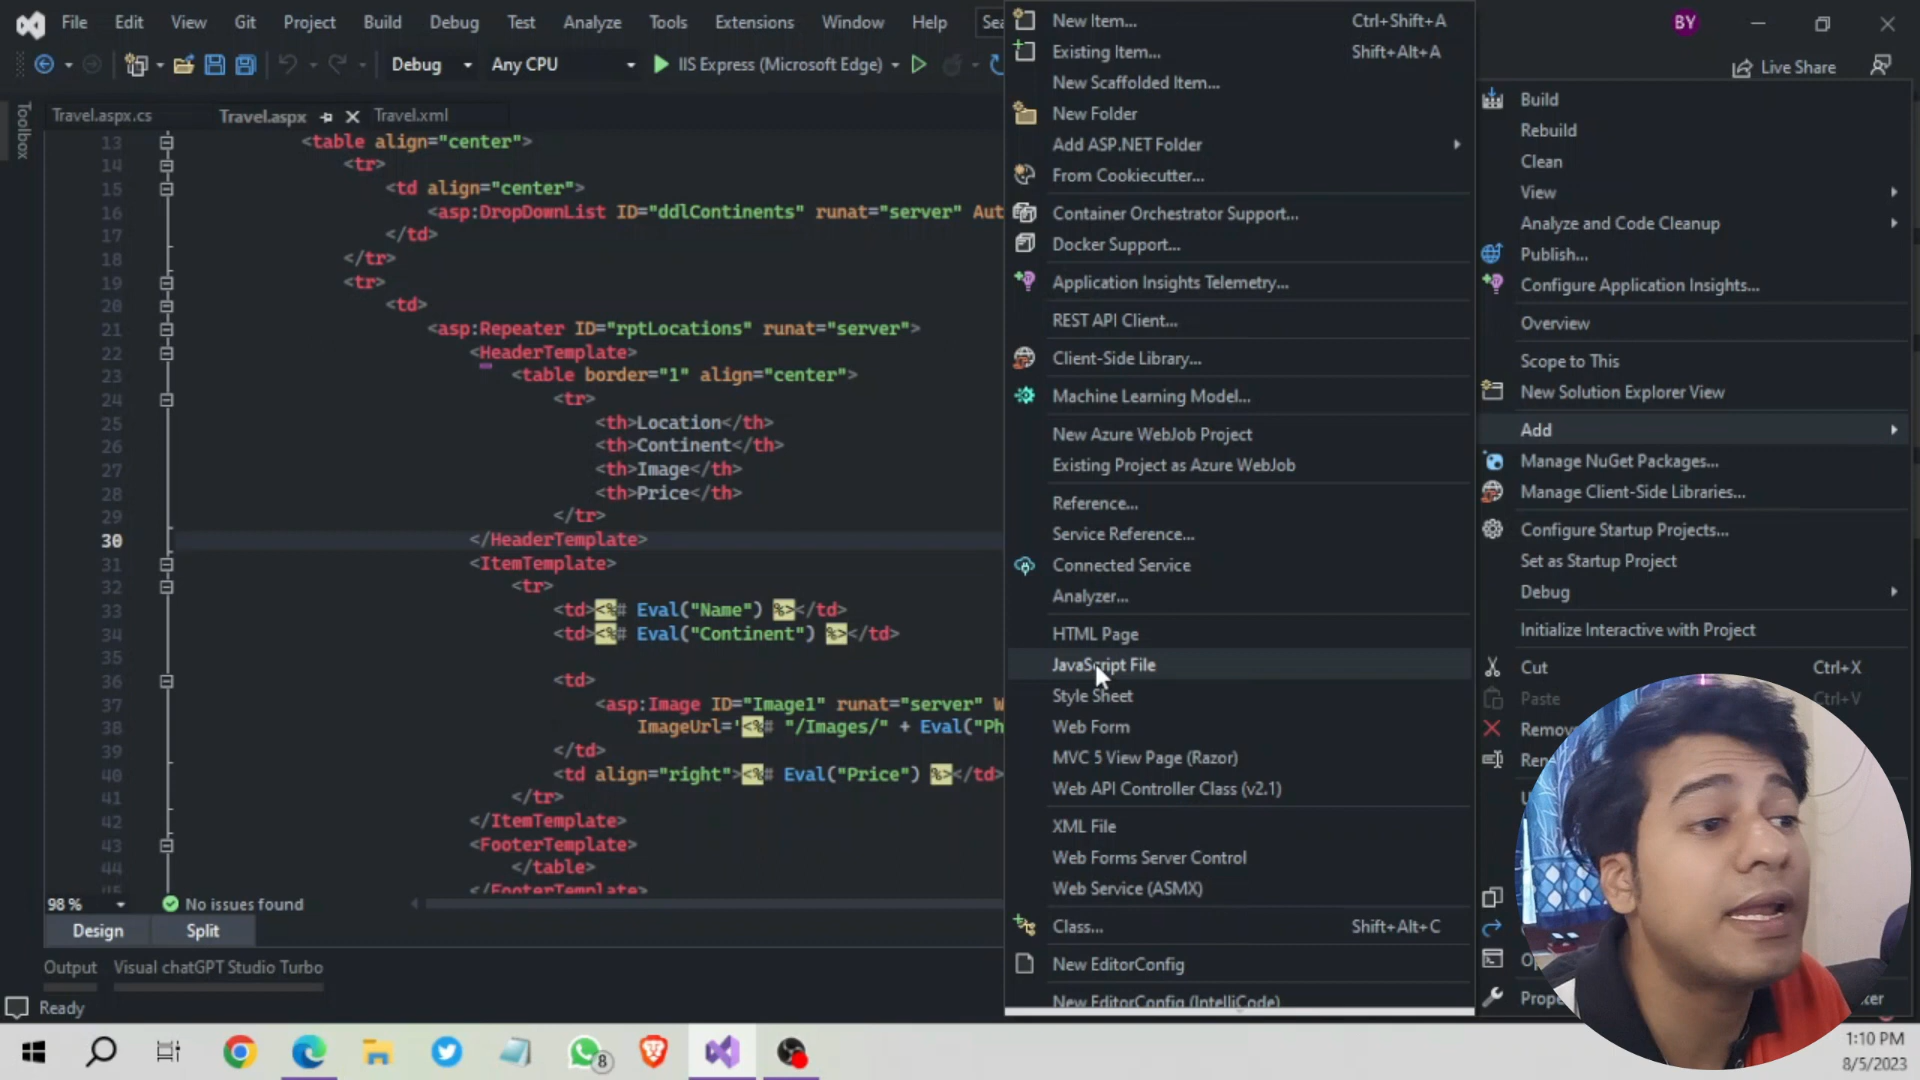 File Edit View Git Project Build Debug Test Analyze Tools Extensions Window Help Sea
BY
Debug Any CPU IIS Express (Microsoft Edge)
Live Share
Toolbox
Travel.aspx.cs Travel.aspx Travel.xml
13 <table align="center">
14 <tr>
15 <td align="center">
16 <asp:DropDownList ID="ddlContinents" runat="server" Aut
17 </td>
18 </tr>
19 <tr>
20 <td>
21 <asp:Repeater ID="rptLocations" runat="server">
22 <HeaderTemplate>
23 <table border="1" align="center">
24 <tr>
25 <th>Location</th>
26 <th>Continent</th>
27 <th>Image</th>
28 <th>Price</th>
29 </tr>
30 </HeaderTemplate>
31 <ItemTemplate>
32 <tr>
33 <td><%# Eval("Name") %></td>
34 <td><%# Eval("Continent") %></td>
35
36 <td>
37 <asp:Image ID="Image1" runat="server" W
38 ImageUrl='<%# "/Images/" + Eval("Ph
39 </td>
40 <td align="right"><%# Eval("Price") %></td>
41 </tr>
42 </ItemTemplate>
43 <FooterTemplate>
44 </table>
45 </FooterTemplate>
98 % No issues found
Design Split
Output Visual chatGPT Studio Turbo
Ready
New Item... Ctrl+Shift+A
Existing Item... Shift+Alt+A
New Scaffolded Item...
New Folder
Add ASP.NET Folder
From Cookiecutter...
Container Orchestrator Support...
Docker Support...
Application Insights Telemetry...
REST API Client...
Client-Side Library...
Machine Learning Model...
New Azure WebJob Project
Existing Project as Azure WebJob
Reference...
Service Reference...
Connected Service
Analyzer...
HTML Page
JavaScript File
Style Sheet
Web Form
MVC 5 View Page (Razor)
Web API Controller Class (v2.1)
XML File
Web Forms Server Control
Web Service (ASMX)
Class... Shift+Alt+C
New EditorConfig
New EditorConfig (IntelliCode)
Build
Rebuild
Clean
View
Analyze and Code Cleanup
Publish...
Configure Application Insights...
Overview
Scope to This
New Solution Explorer View
Add
Manage NuGet Packages...
Manage Client-Side Libraries...
Configure Startup Projects...
Set as Startup Project
Debug
Initialize Interactive with Project
Cut Ctrl+X
Paste Ctrl+V
Remov
Ren
U
O
Prope
8
1:10 PM
8/5/2023